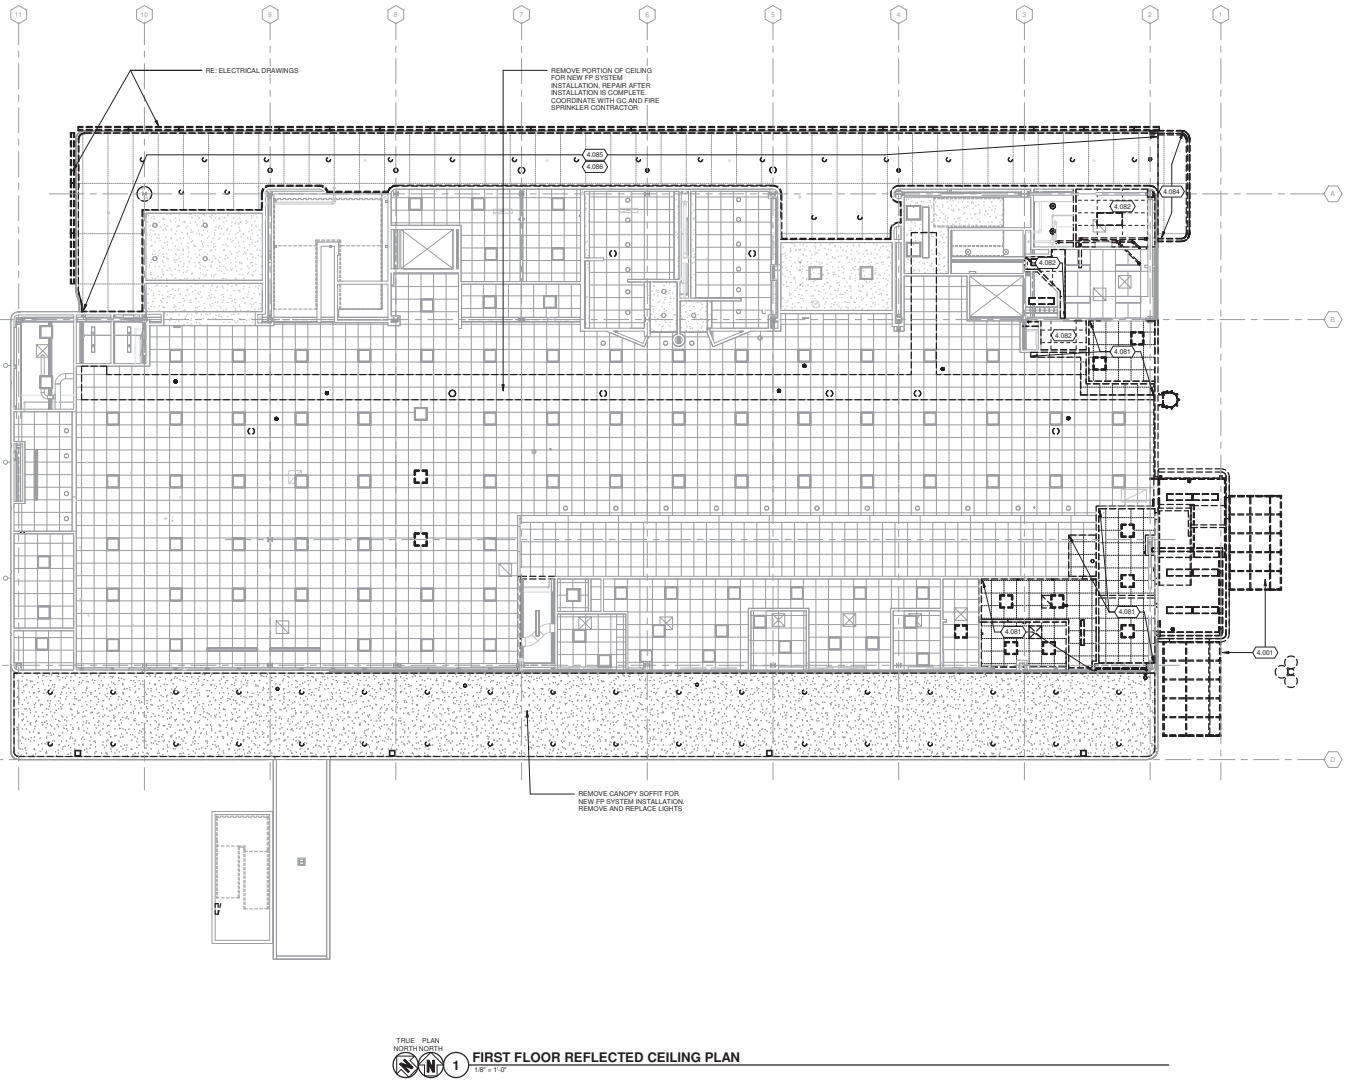 11 10 9 8 7 6 5 4 3 2 1
RE: ELECTRICAL DRAWINGS
REMOVE PORTION OF CEILING
FOR NEW FP SYSTEM
INSTALLATION, REPAIR AFTER
INSTALLATION IS COMPLETE.
COORDINATE WITH GC AND FIRE
SPRINKLER CONTRACTOR
4.085
4.086
4.084
A
4.082
4.082
B
4.082
4.081
4.081
4.081
4.001
D
REMOVE CANOPY SOFFIT FOR
NEW FP SYSTEM INSTALLATION.
REMOVE AND REPLACE LIGHTS
TRUE NORTH
PLAN NORTH
N
N
1
FIRST FLOOR REFLECTED CEILING PLAN
1/8" = 1'-0"